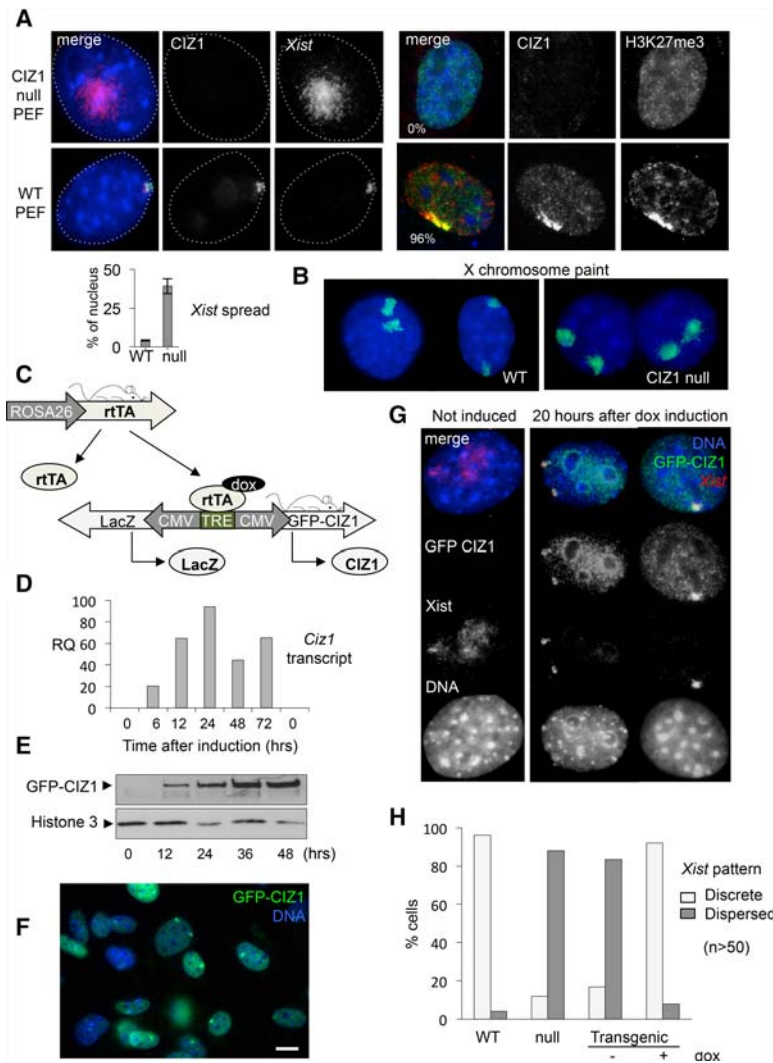 A
merge
CIZ1
Xist
merge
CIZ1
H3K27me3
CIZ1
null
PEF
0%
WT
PEF
96%
% of nucleus
50
25
0
WT
null
Xist spread
B
X chromosome paint
WT
CIZ1 null
C
ROSA26
rtTA
rtTA
dox
rtTA
LacZ
CMV
TRE
CMV
GFP-CIZ1
LacZ
CIZ1
D
RQ
100
80
60
40
20
0
0 6 12 24 48 72 0
Time after induction (hrs)
Ciz1
transcript
E
GFP-CIZ1
Histone 3
0 12 24 36 48 (hrs)
F
GFP-CIZ1
DNA
G
Not induced
20 hours after dox induction
merge
DNA
GFP-CIZ1
Xist
GFP CIZ1
Xist
DNA
H
% cells
100
80
60
40
20
0
WT
null
Transgenic
- + dox
Xist pattern
Discrete
Dispersed
(n>50)